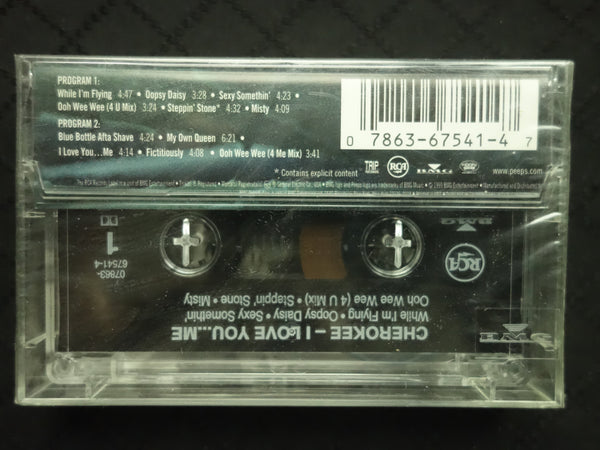 PROGRAM 1:
While I'm Flying 4:47 • Oopsy Daisy 3:28 • Sexy Somethin' 4:23 •
Ooh Wee Wee (4 U Mix) 3:24 • Steppin' Stone* 4:32 • Misty 4:09
PROGRAM 2:
Blue Bottle Afta Shave 4:24 • My Own Queen 6:21 •
I Love You...Me 4:14 • Fictitiously 4:08 • Ooh Wee Wee (4 Me Mix) 3:41
0 7863-67541-4 7
TRIP
RCA
BMG
www.peeps.com
* Contains explicit content
1
07863-
67541-4
BMG
RCA
CHEROKEE – I LOVE YOU...ME
While I'm Flying • Oopsy Daisy • Sexy Somethin'
Ooh Wee Wee (4 U Mix) • Steppin' Stone • Misty
BMG